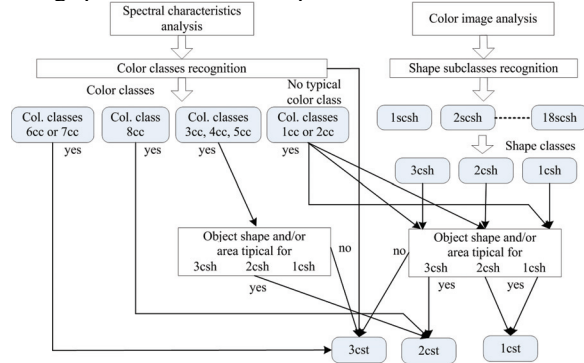 Spectral characteristics
analysis
Color image analysis
Color classes recognition
Shape subclasses recognition
Color classes
No typical
color class
Col. classes
6cc or 7cc
Col. class
8cc
Col. classes
3cc, 4cc, 5cc
Col. classes
1cc or 2cc
1scsh
2scsh
18scsh
yes
yes
yes
yes
Shape classes
3csh
2csh
1csh
Object shape and/or
area tipical for
3csh 2csh 1csh
no
yes
no
Object shape and/or
area tipical for
3csh 2csh 1csh
yes yes
3cst
2cst
1cst